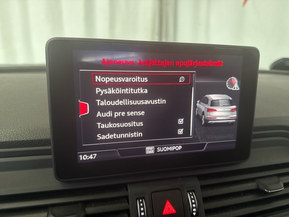 Nopeusvaroitus
Pysäköintitutka
Taloudellisuusavustin
Audi pre sense
Taukosuositus
Sadetunnistin
10:47
SUOMIPOP